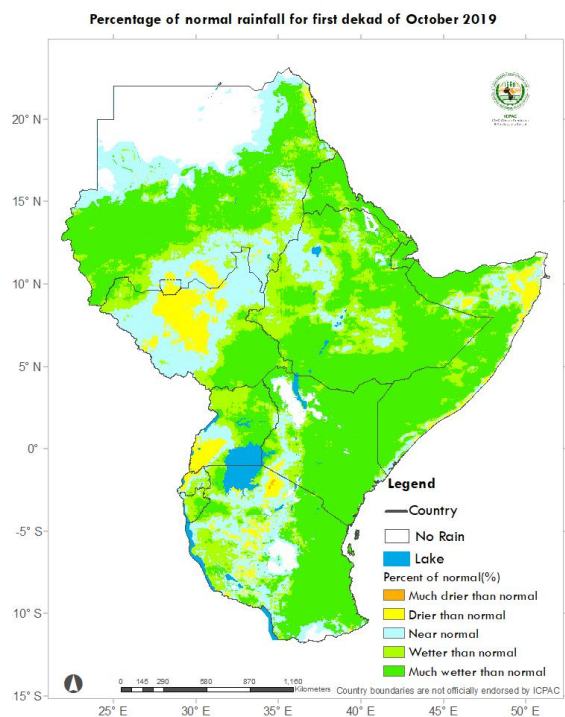 Percentage of normal rainfall for first dekad of October 2019
20° N
15° N
10° N
5° N
0°
-5° S
10° S
15° S
25° E
30° E
35° E
40° E
45° E
50° E
ICPAC
Legend
Country
No Rain
Lake
Percent of normal(%)
Much drier than normal
Drier than normal
Near normal
Wetter than normal
Much wetter than normal
0 145 290 580 870 1,160
Kilometers
Country boundaries are not officially endorsed by ICPAC